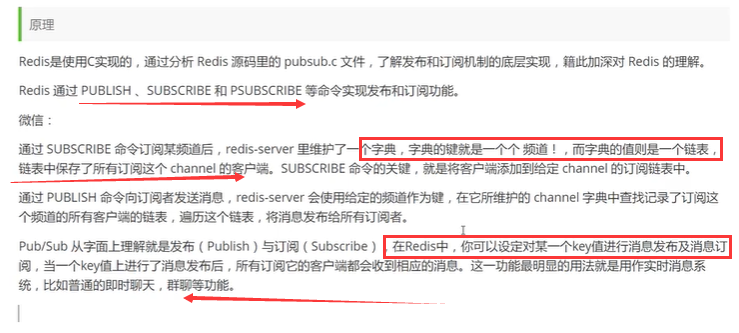 原理
Redis是使用C实现的，通过分析 Redis 源码里的 pubsub.c 文件，了解发布和订阅机制的底层实现，籍此加深对 Redis 的理解。
Redis 通过 PUBLISH 、SUBSCRIBE 和 PSUBSCRIBE 等命令实现发布和订阅功能。
微信：
通过 SUBSCRIBE 命令订阅某频道后，redis-server 里维护了一个字典，字典的键就是一个个 频道！，而字典的值则是一个链表，
链表中保存了所有订阅这个 channel 的客户端。SUBSCRIBE 命令的关键，就是将客户端添加到给定 channel 的订阅链表中。
通过 PUBLISH 命令向订阅者发送消息，redis-server 会使用给定的频道作为键，在它所维护的 channel 字典中查找记录了订阅这
个频道的所有客户端的链表，遍历这个链表，将消息发布给所有订阅者。
Pub/Sub 从字面上理解就是发布（Publish）与订阅（Subscribe），在Redis中，你可以设定对某一个key值进行消息发布及消息订
阅，当一个key值上进行了消息发布后，所有订阅它的客户端都会收到相应的消息。这一功能最明显的用法就是用作实时消息系
统，比如普通的即时聊天，群聊等功能。